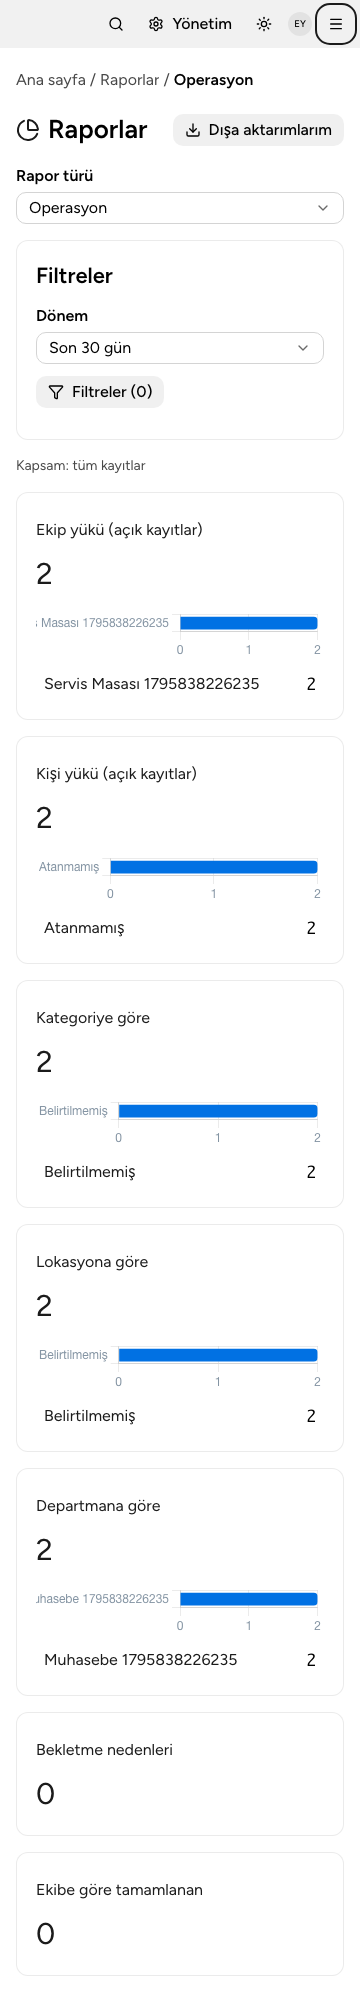 Yönetim
EY
Ana sayfa / Raporlar / Operasyon
Raporlar
Dışa aktarımlarım
Rapor türü
Operasyon
Filtreler
Dönem
Son 30 gün
Filtreler (0)
Kapsam: tüm kayıtlar
Ekip yükü (açık kayıtlar)
2
Masası 1795838226235
0 1 2
Servis Masası 1795838226235 2
Kişi yükü (açık kayıtlar)
2
Atanmamış
0 1 2
Atanmamış 2
Kategoriye göre
2
Belirtilmemiş
0 1 2
Belirtilmemiş 2
Lokasyona göre
2
Belirtilmemiş
0 1 2
Belirtilmemiş 2
Departmana göre
2
uhasebe 1795838226235
0 1 2
Muhasebe 1795838226235 2
Bekletme nedenleri
0
Ekibe göre tamamlanan
0